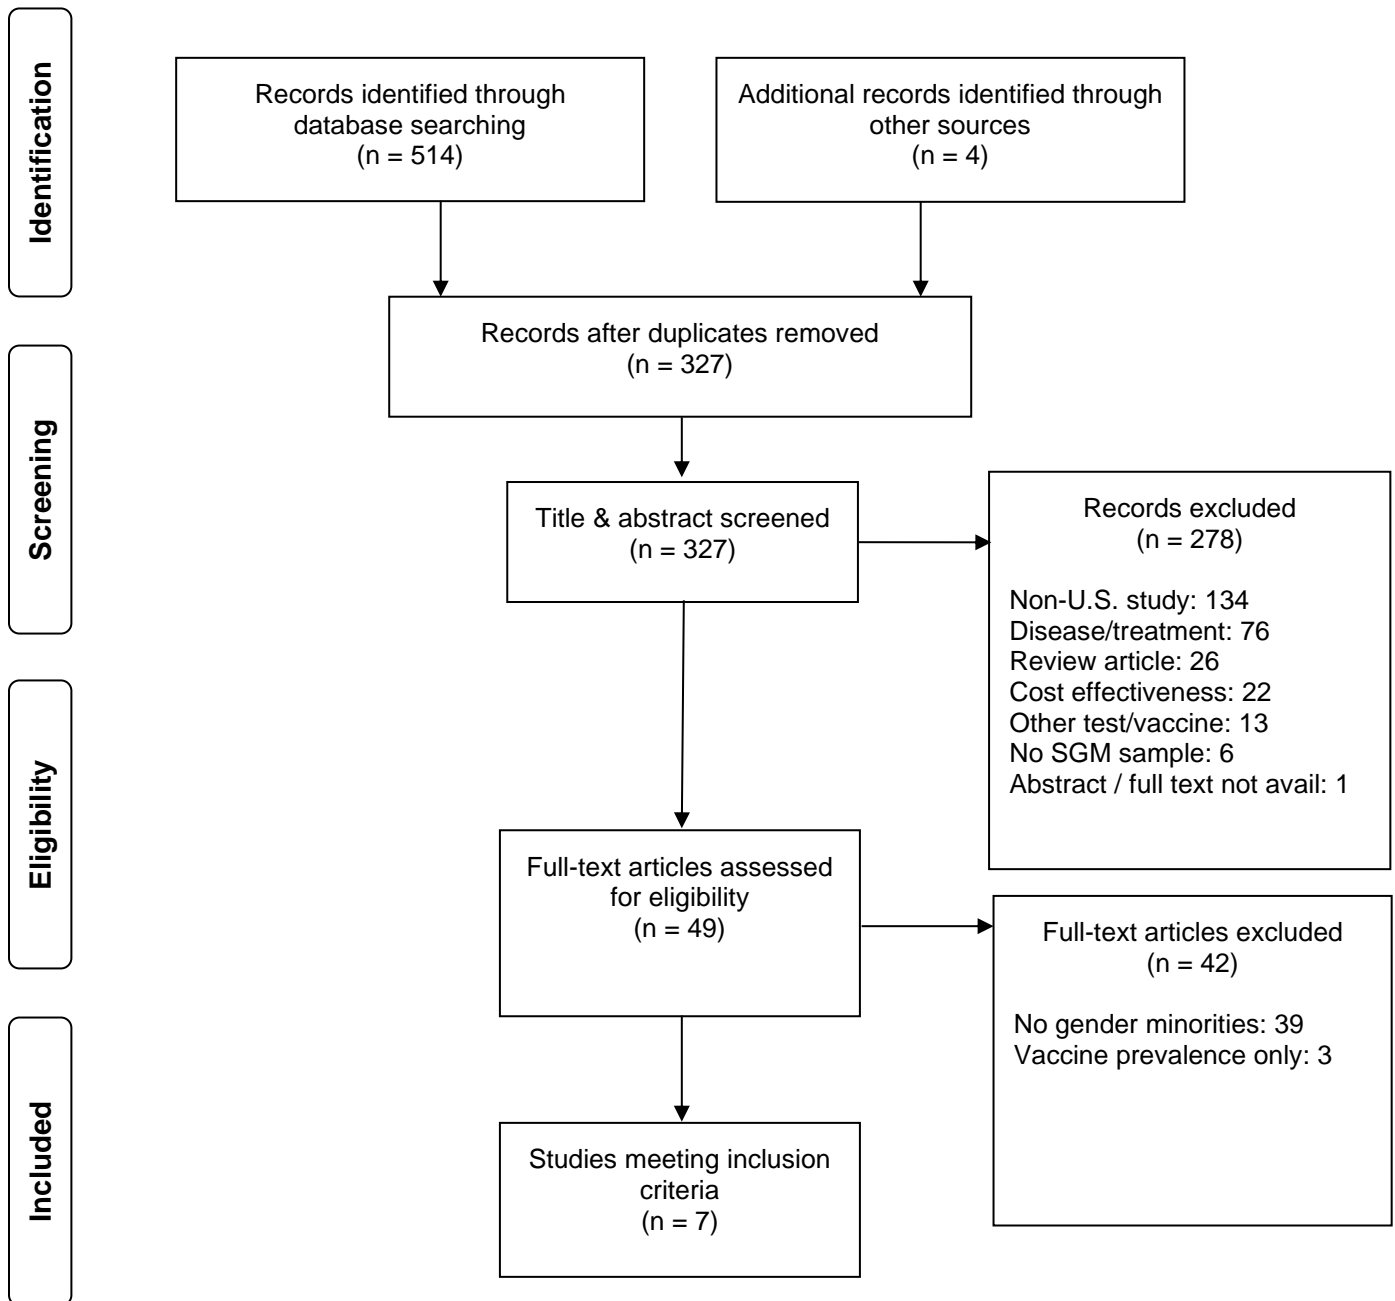 Identification
Records identified through
database searching
(n = 514)
Additional records identified through
other sources
(n = 4)
Records after duplicates removed
(n = 327)
Screening
Title & abstract screened
(n = 327)
Records excluded
(n = 278)
Non-U.S. study: 134
Disease/treatment: 76
Review article: 26
Cost effectiveness: 22
Other test/vaccine: 13
No SGM sample: 6
Abstract / full text not avail: 1
Eligibility
Full-text articles assessed
for eligibility
(n = 49)
Full-text articles excluded
(n = 42)
No gender minorities: 39
Vaccine prevalence only: 3
Included
Studies meeting inclusion
criteria
(n = 7)